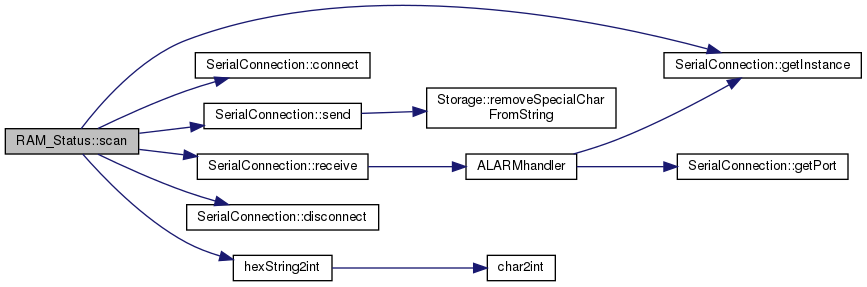 RAM_Status::scan
SerialConnection::connect
SerialConnection::send
SerialConnection::receive
SerialConnection::disconnect
hexString2int
Storage::removeSpecialChar
FromString
ALARMhandler
char2int
SerialConnection::getInstance
SerialConnection::getPort